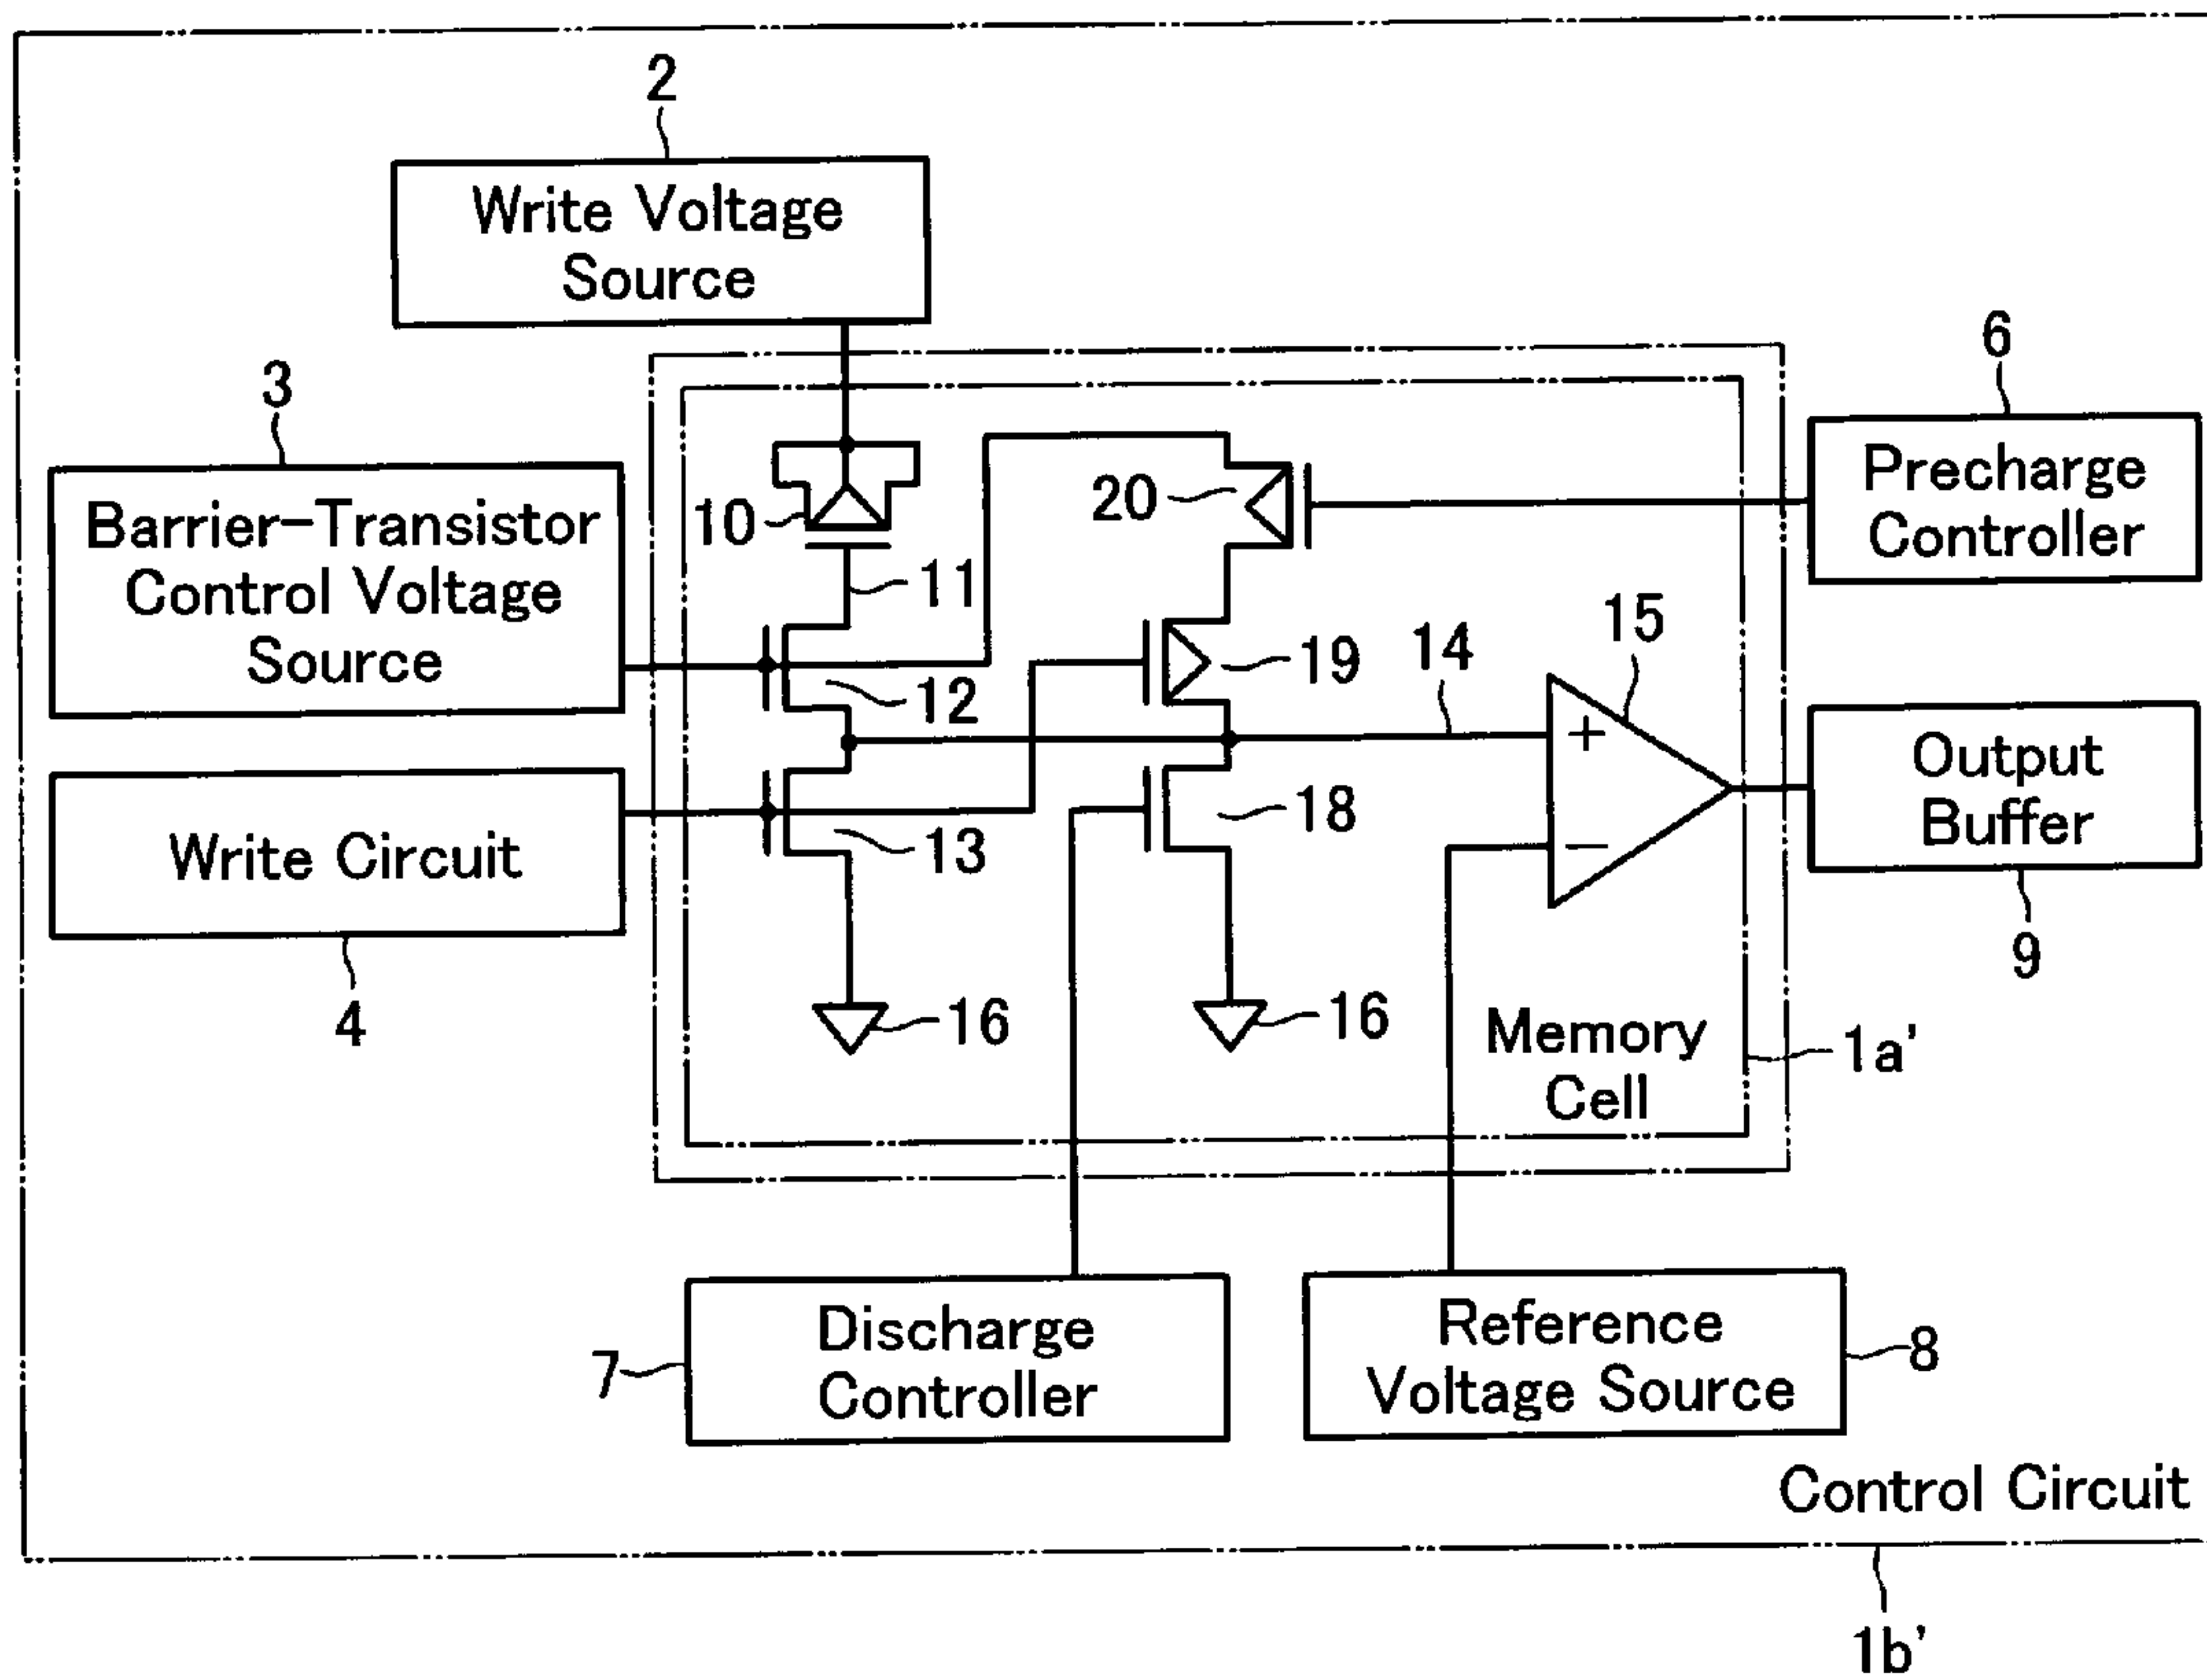 2
Write Voltage
Source
3
Barrier-Transistor
Control Voltage
Source
6
Precharge
Controller
10
20
11
12
19
14
15
+
−
Output
Buffer
9
Write Circuit
4
13
18
16
16
Memory
Cell
1a'
7
Discharge
Controller
Reference
Voltage Source
8
Control Circuit
1b'